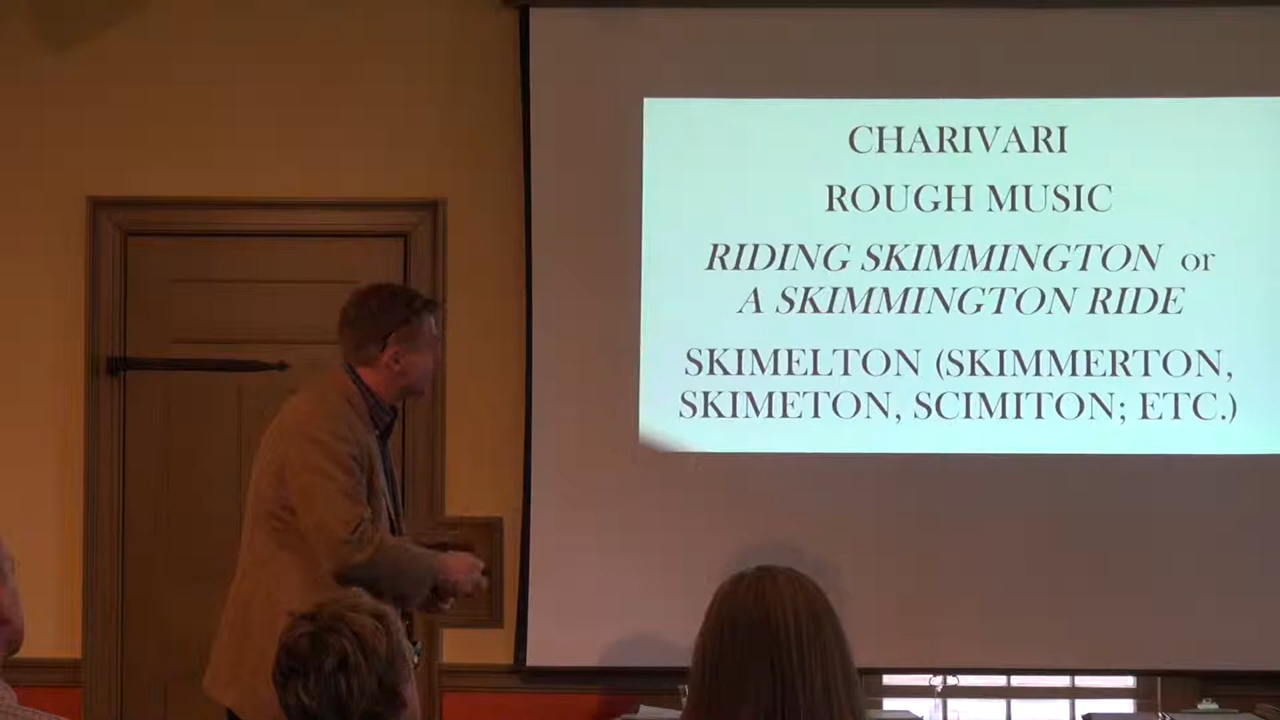 CHARIVARI
ROUGH MUSIC
RIDING SKIMMINGTON or
A SKIMMINGTON RIDE
SKIMELTON (SKIMMERTON,
SKIMETON, SCIMITON; ETC.)